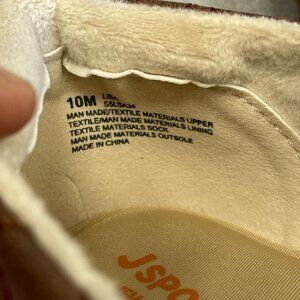 10M
S5LSA34
MAN MADE/TEXTILE MATERIALS UPPER
TEXTILE/MAN MADE MATERIALS LINING
TEXTILE MATERIALS SOCK
MAN MADE MATERIALS OUTSOLE
MADE IN CHINA
JSPO